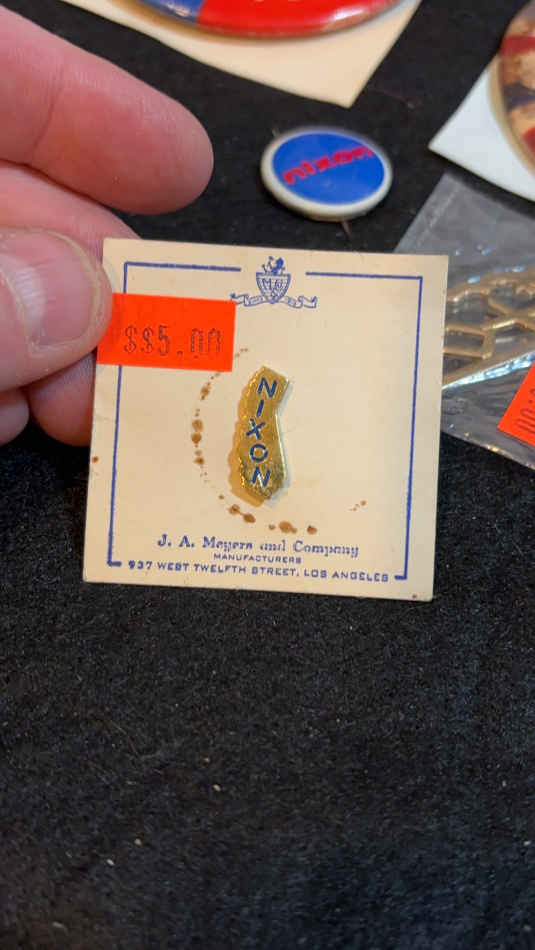 nixon
$$5.00
NIXON
J. A. Meyers and Company
MANUFACTURERS
937 WEST TWELFTH STREET, LOS ANGELES